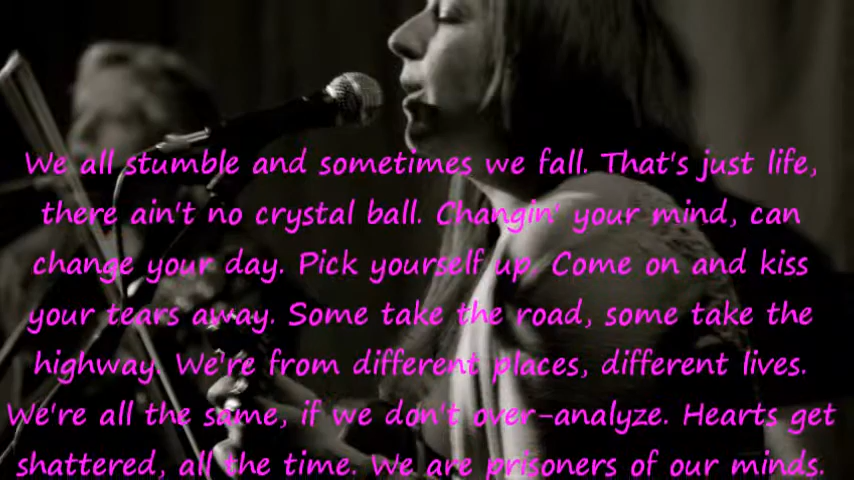 We all stumble and sometimes we fall. That's just life,
there ain't no crystal ball. Changin' your mind, can
change your day. Pick yourself up. Come on and kiss
your tears away. Some take the road, some take the
highway. We're from different places, different lives.
We're all the same, if we don't over-analyze. Hearts get
shattered, all the time. We are prisoners of our minds.